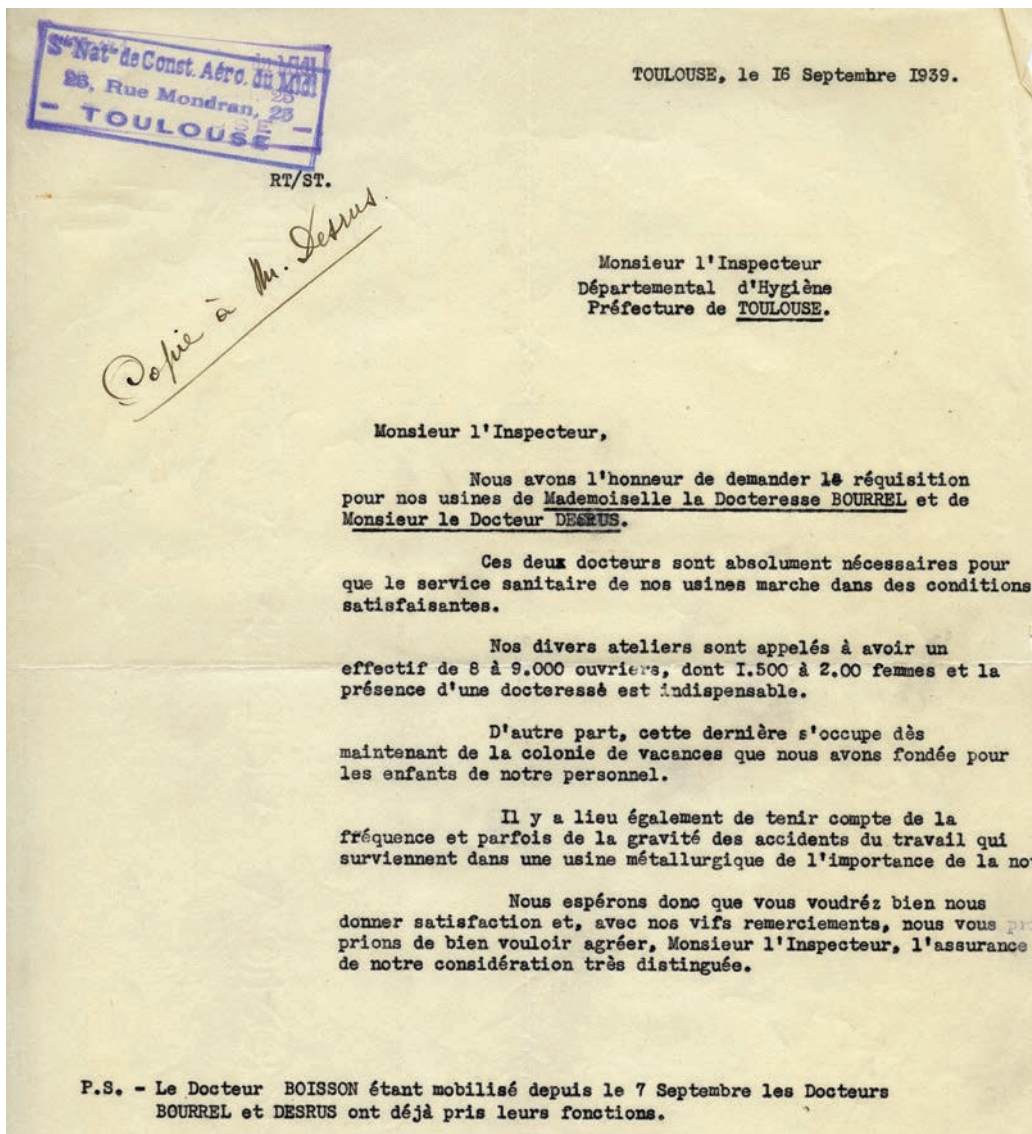 Sté Natle de Const. Aéro. du Midi
25, Rue Mondran, 25
- TOULOUSE -
TOULOUSE, le I6 Septembre I939.
RT/ST.
Copie à M. Desrus.
Monsieur l'Inspecteur
Départemental d'Hygiène
Préfecture de TOULOUSE.
Monsieur l'Inspecteur,
Nous avons l'honneur de demander la réquisition
pour nos usines de Mademoiselle la Docteresse BOURREL et de
Monsieur le Docteur DESRUS.
Ces deux docteurs sont absolument nécessaires pour
que le service sanitaire de nos usines marche dans des conditions
satisfaisantes.
Nos divers ateliers sont appelés à avoir un
effectif de 8 à 9.000 ouvriers, dont I.500 à 2.00 femmes et la
présence d'une docteresse est indispensable.
D'autre part, cette dernière s'occupe dès
maintenant de la colonie de vacances que nous avons fondée pour
les enfants de notre personnel.
Il y a lieu également de tenir compte de la
fréquence et parfois de la gravité des accidents du travail qui
surviennent dans une usine métallurgique de l'importance de la
Nous espérons donc que vous voudréz bien nous
donner satisfaction et, avec nos vifs remerciements, nous vous
prions de bien vouloir agréer, Monsieur l'Inspecteur, l'assurance
de notre considération très distinguée.
P.S. - Le Docteur BOISSON étant mobilisé depuis le 7 Septembre les Docteurs
BOURREL et DESRUS ont déjà pris leurs fonctions.